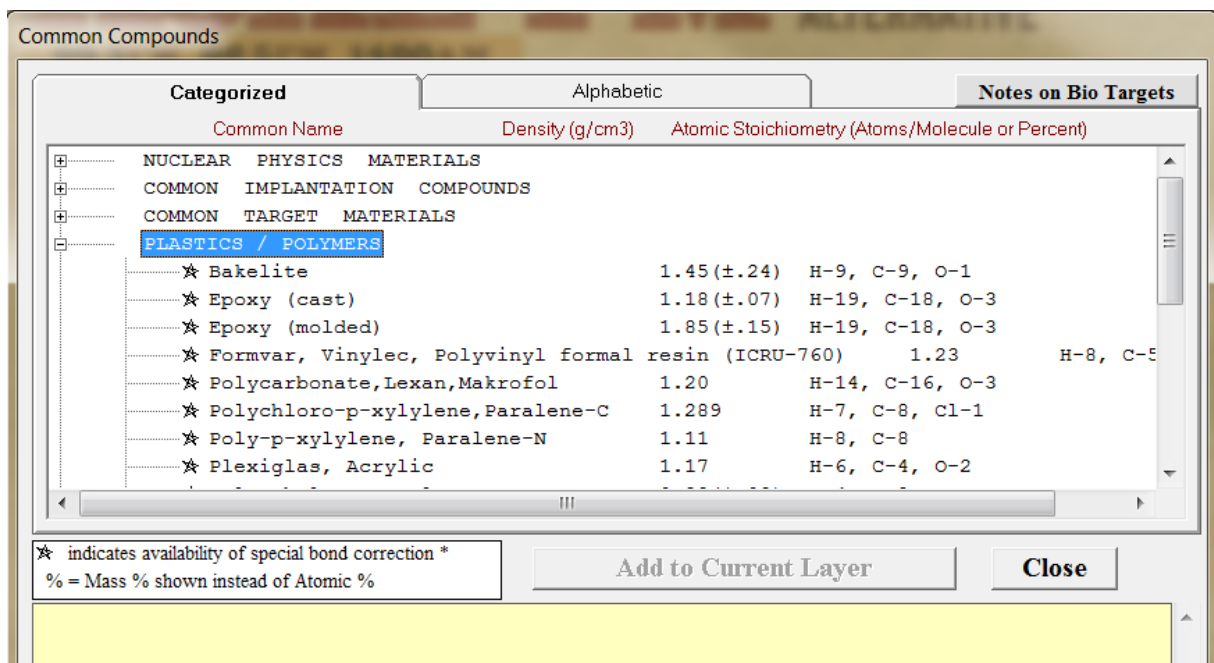 ALTERNATIVE
Common Compounds
Categorized Alphabetic Notes on Bio Targets
Common Name Density (g/cm3) Atomic Stoichiometry (Atoms/Molecule or Percent)
NUCLEAR PHYSICS MATERIALS
COMMON IMPLANTATION COMPOUNDS
COMMON TARGET MATERIALS
PLASTICS / POLYMERS
Bakelite 1.45(±.24) H-9, C-9, O-1
Epoxy (cast) 1.18(±.07) H-19, C-18, O-3
Epoxy (molded) 1.85(±.15) H-19, C-18, O-3
Formvar, Vinylec, Polyvinyl formal resin (ICRU-760) 1.23 H-8, C-5
Polycarbonate,Lexan,Makrofol 1.20 H-14, C-16, O-3
Polychloro-p-xylylene,Paralene-C 1.289 H-7, C-8, Cl-1
Poly-p-xylylene, Paralene-N 1.11 H-8, C-8
Plexiglas, Acrylic 1.17 H-6, C-4, O-2
indicates availability of special bond correction *
% = Mass % shown instead of Atomic %
Add to Current Layer Close